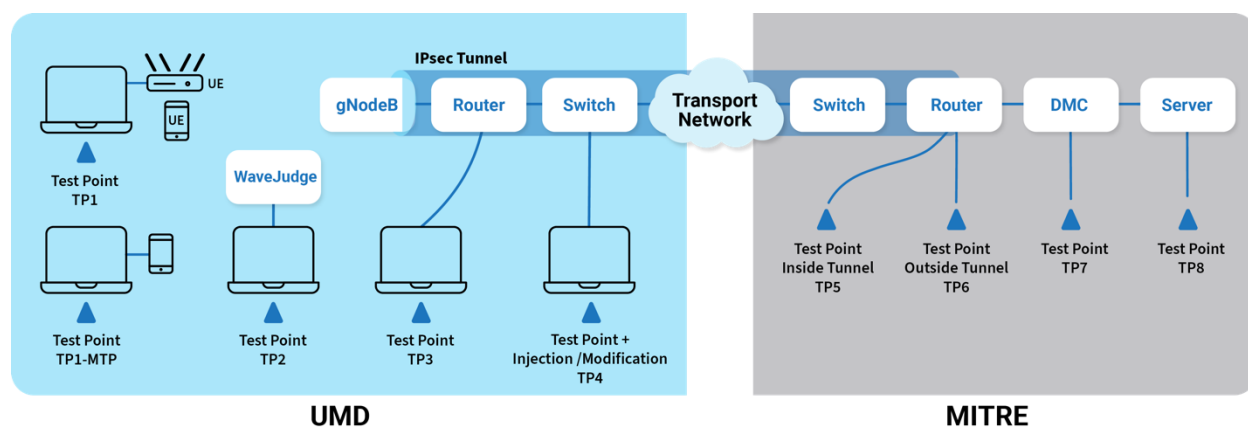 IPsec Tunnel
UE
UE
gNodeB
Router
Switch
Transport
Network
Switch
Router
DMC
Server
Test Point
TP1
WaveJudge
Test Point
Inside Tunnel
TP5
Test Point
Outside Tunnel
TP6
Test Point
TP7
Test Point
TP8
Test Point
TP1-MTP
Test Point
TP2
Test Point
TP3
Test Point +
Injection /Modification
TP4
UMD
MITRE